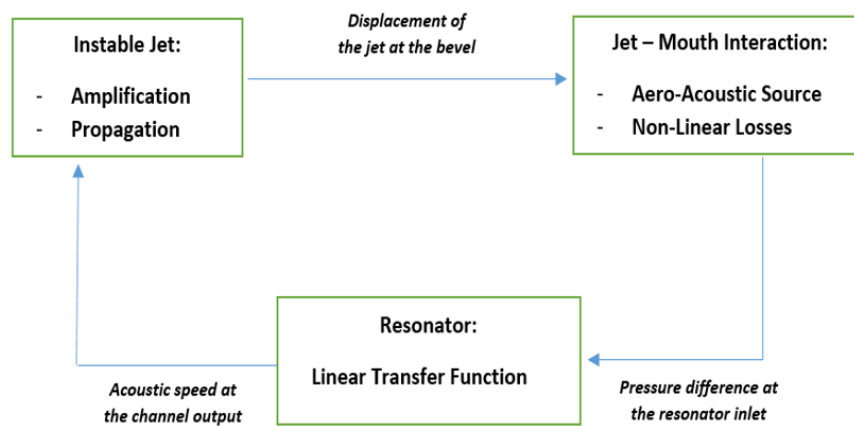 Displacement of
the jet at the bevel
Instable Jet:
- Amplification
- Propagation
Jet – Mouth Interaction:
- Aero-Acoustic Source
- Non-Linear Losses
Resonator:
Linear Transfer Function
Acoustic speed at
the channel output
Pressure difference at
the resonator inlet